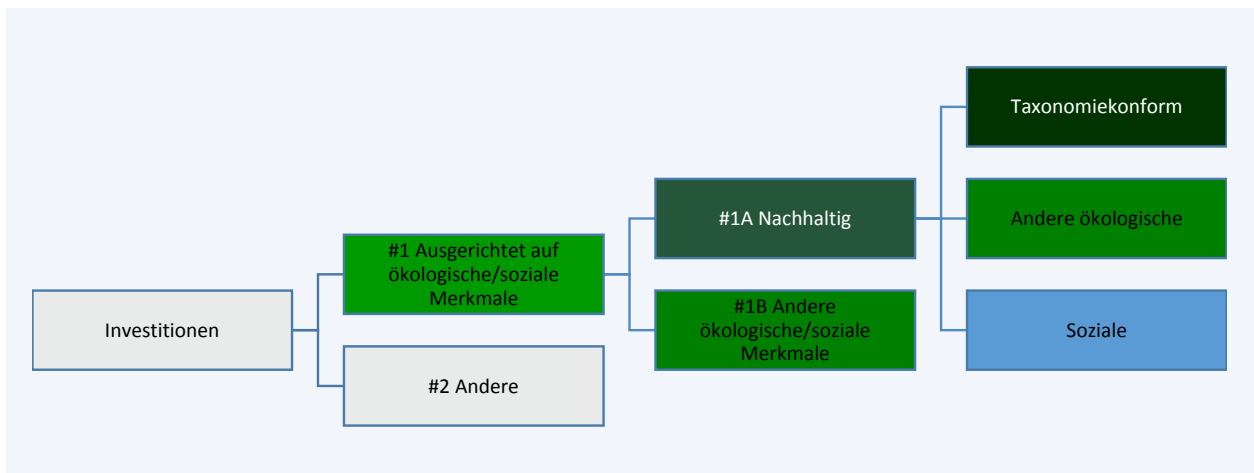 Investitionen
#1 Ausgerichtet auf
ökologische/soziale
Merkmale
#2 Andere
#1A Nachhaltig
#1B Andere
ökologische/soziale
Merkmale
Taxonomiekonform
Andere ökologische
Soziale